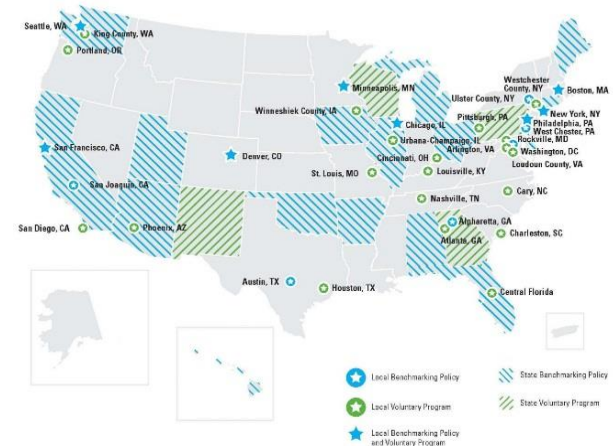 Seattle, WA
King County, WA
Portland, OR
Minneapolis, MN
Westchester
County, NY
Boston, MA
Ulster County, NY
Winneshiek County, IA
Pittsburgh, PA
New York, NY
Chicago, IL
Philadelphia, PA
West Chester, PA
Urbana-Champaign, IL
Rockville, MD
San Francisco, CA
Denver, CO
Arlington, VA
Washington, DC
Cincinnati, OH
Loudoun County, VA
St. Louis, MO
Louisville, KY
San Joaquin, CA
Nashville, TN
Cary, NC
San Diego, CA
Phoenix, AZ
Alpharetta, GA
Charleston, SC
Atlanta, GA
Austin, TX
Houston, TX
Central Florida
Local Benchmarking Policy
State Benchmarking Policy
Local Voluntary Program
State Voluntary Program
Local Benchmarking Policy
and Voluntary Program